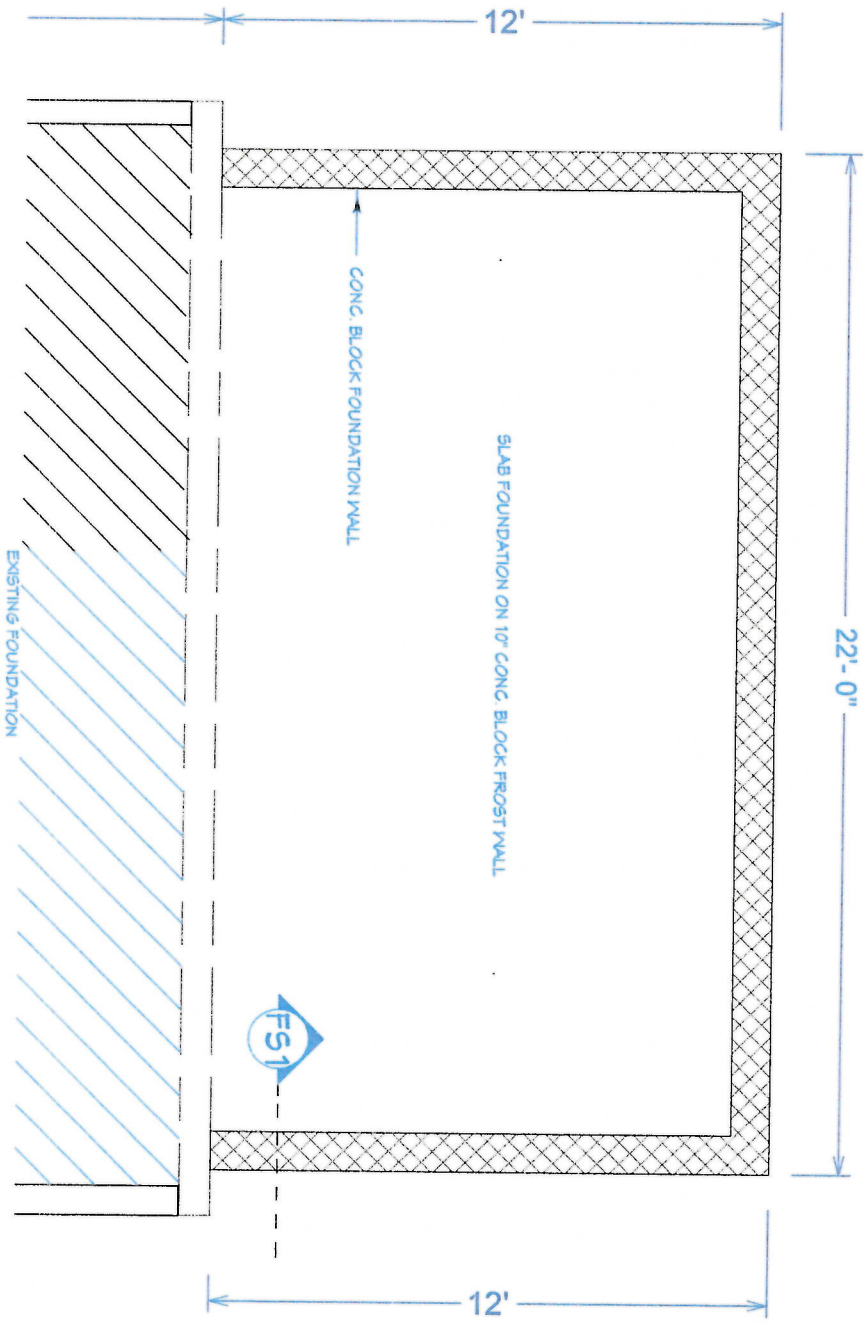 12'
22'- 0"
CONC. BLOCK FOUNDATION WALL
SLAB FOUNDATION ON 10" CONC. BLOCK FROST WALL
EXISTING FOUNDATION
FS1
12'